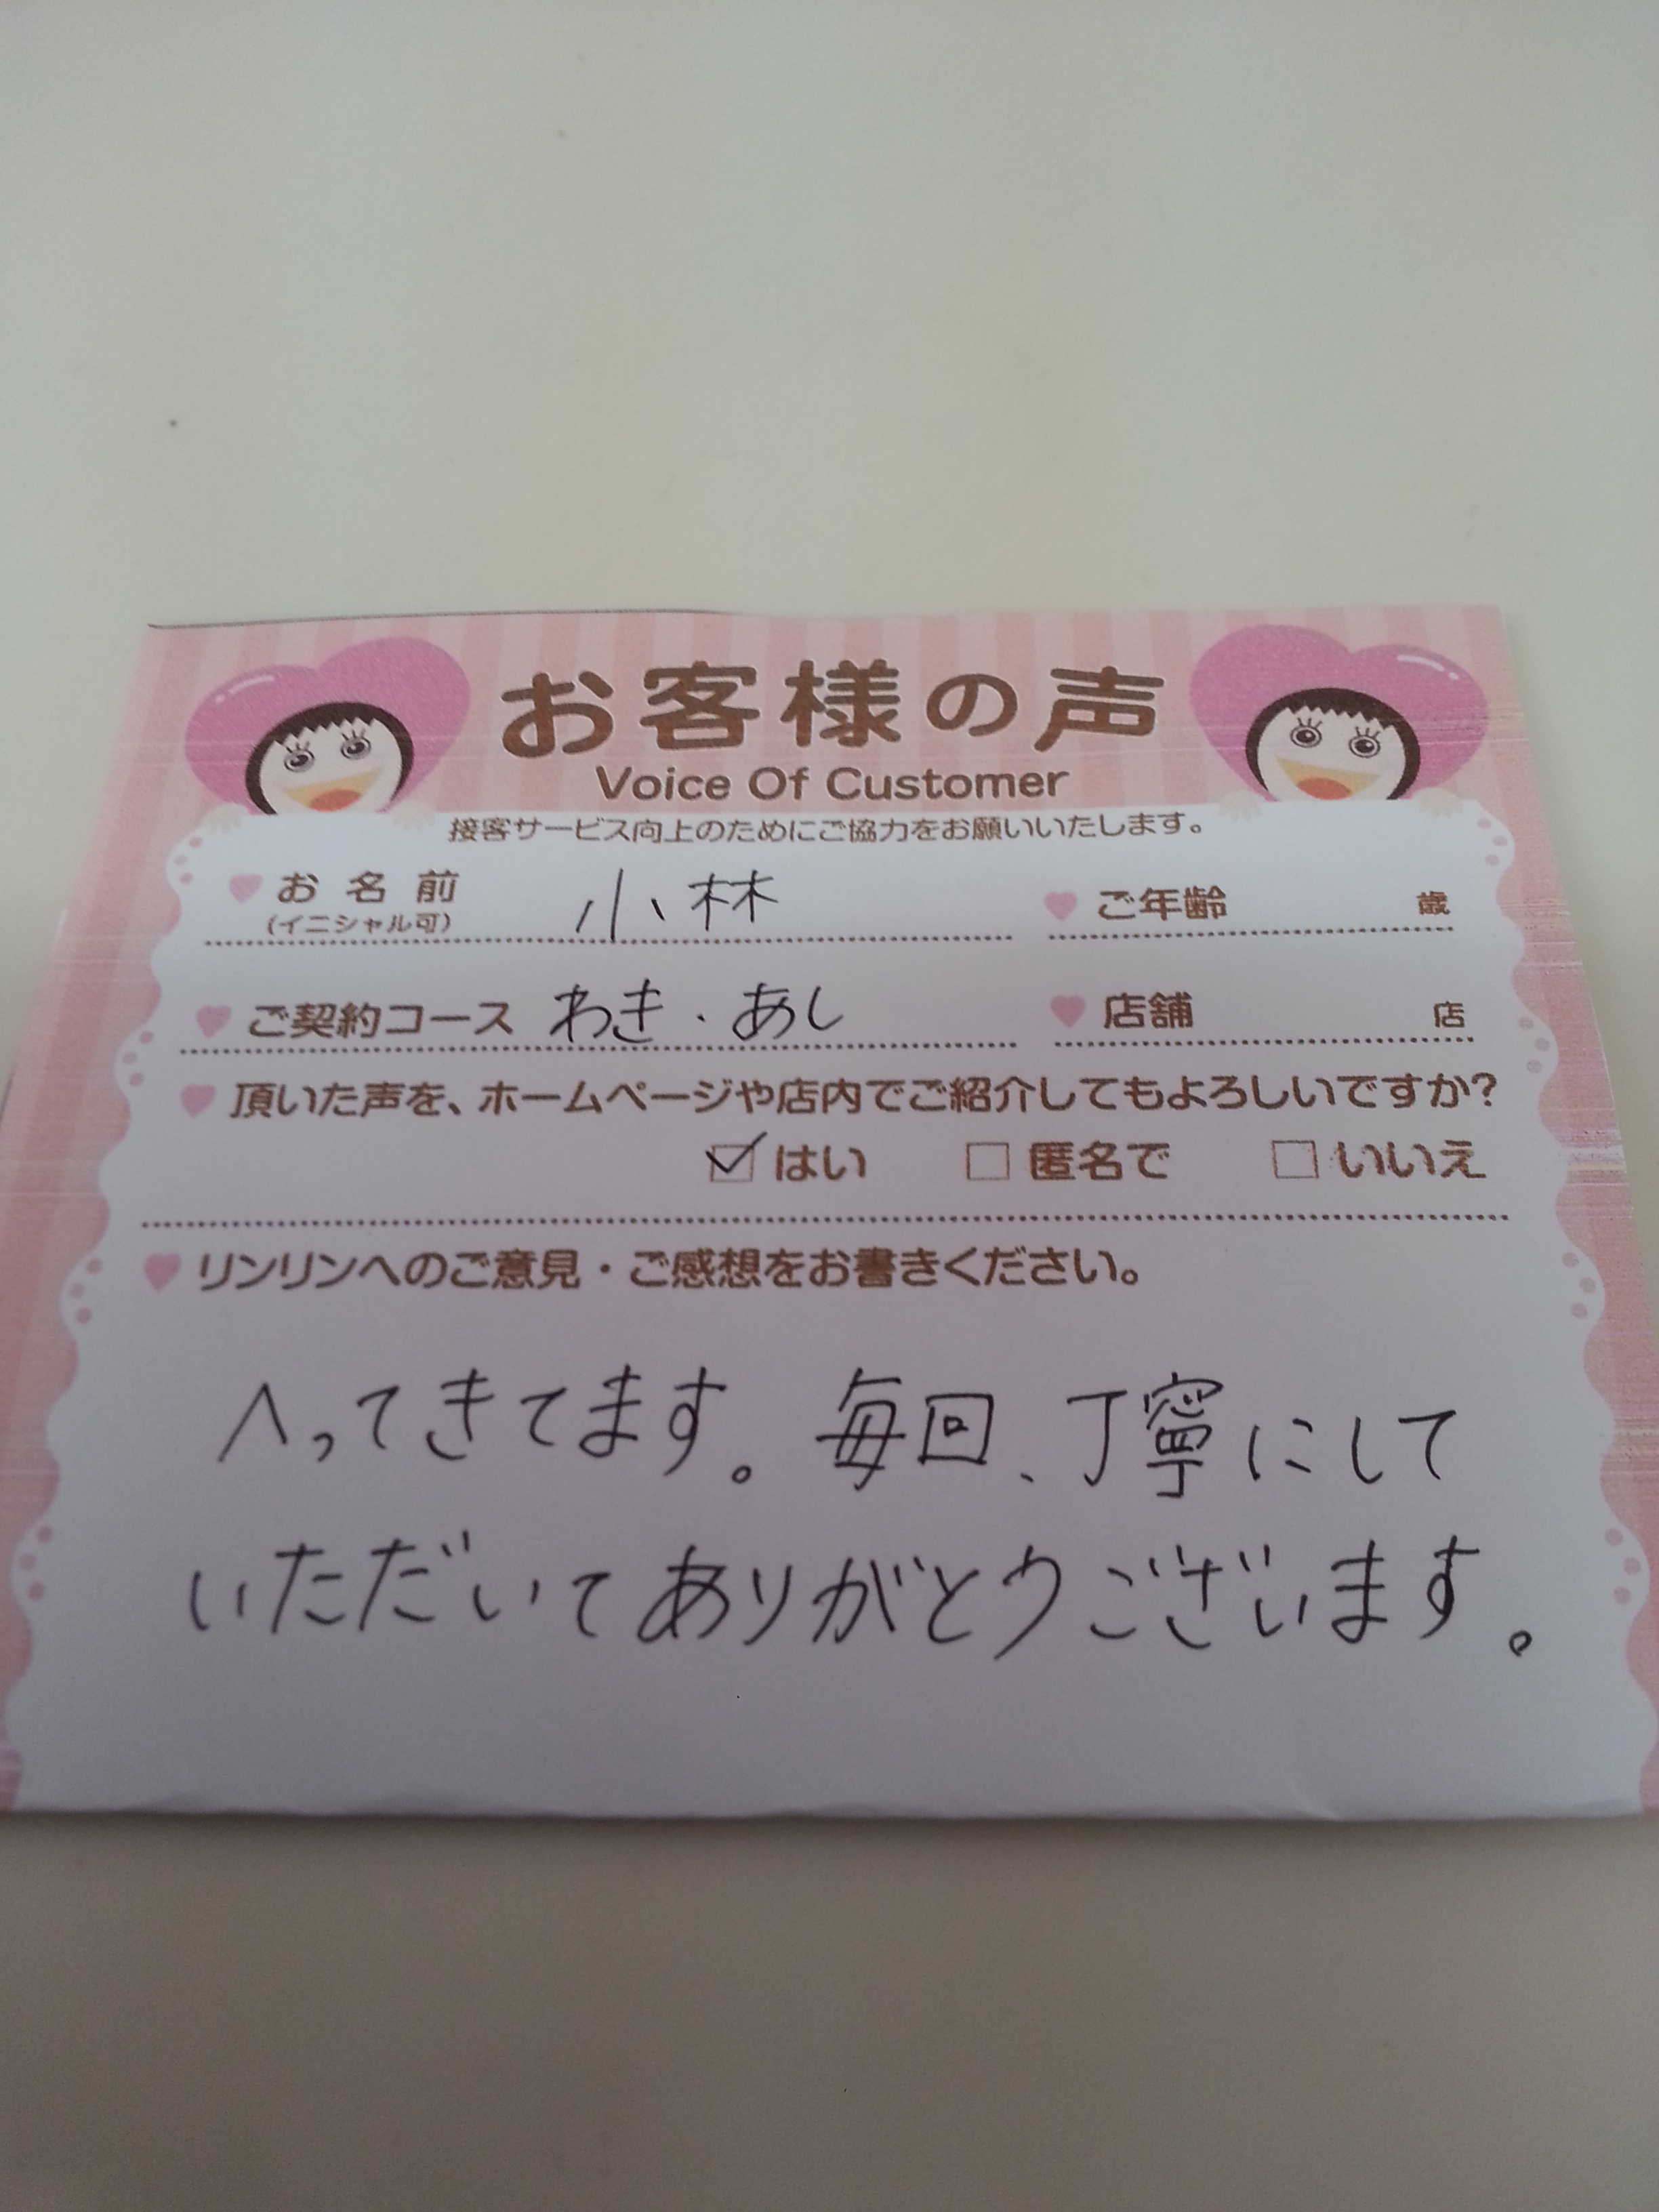 お客様の声
Voice Of Customer
接客サービス向上のためにご協力をお願いいたします。
お名前 小林 ご年齢 歳
(イニシャル可)
ご契約コース わき・あし 店舗 店
頂いた声を、ホームページや店内でご紹介してもよろしいですか?
はい 匿名で いいえ
リンリンへのご意見・ご感想をお書きください。
へってきてます。毎回、丁寧にして
いただいてありがとうございます。